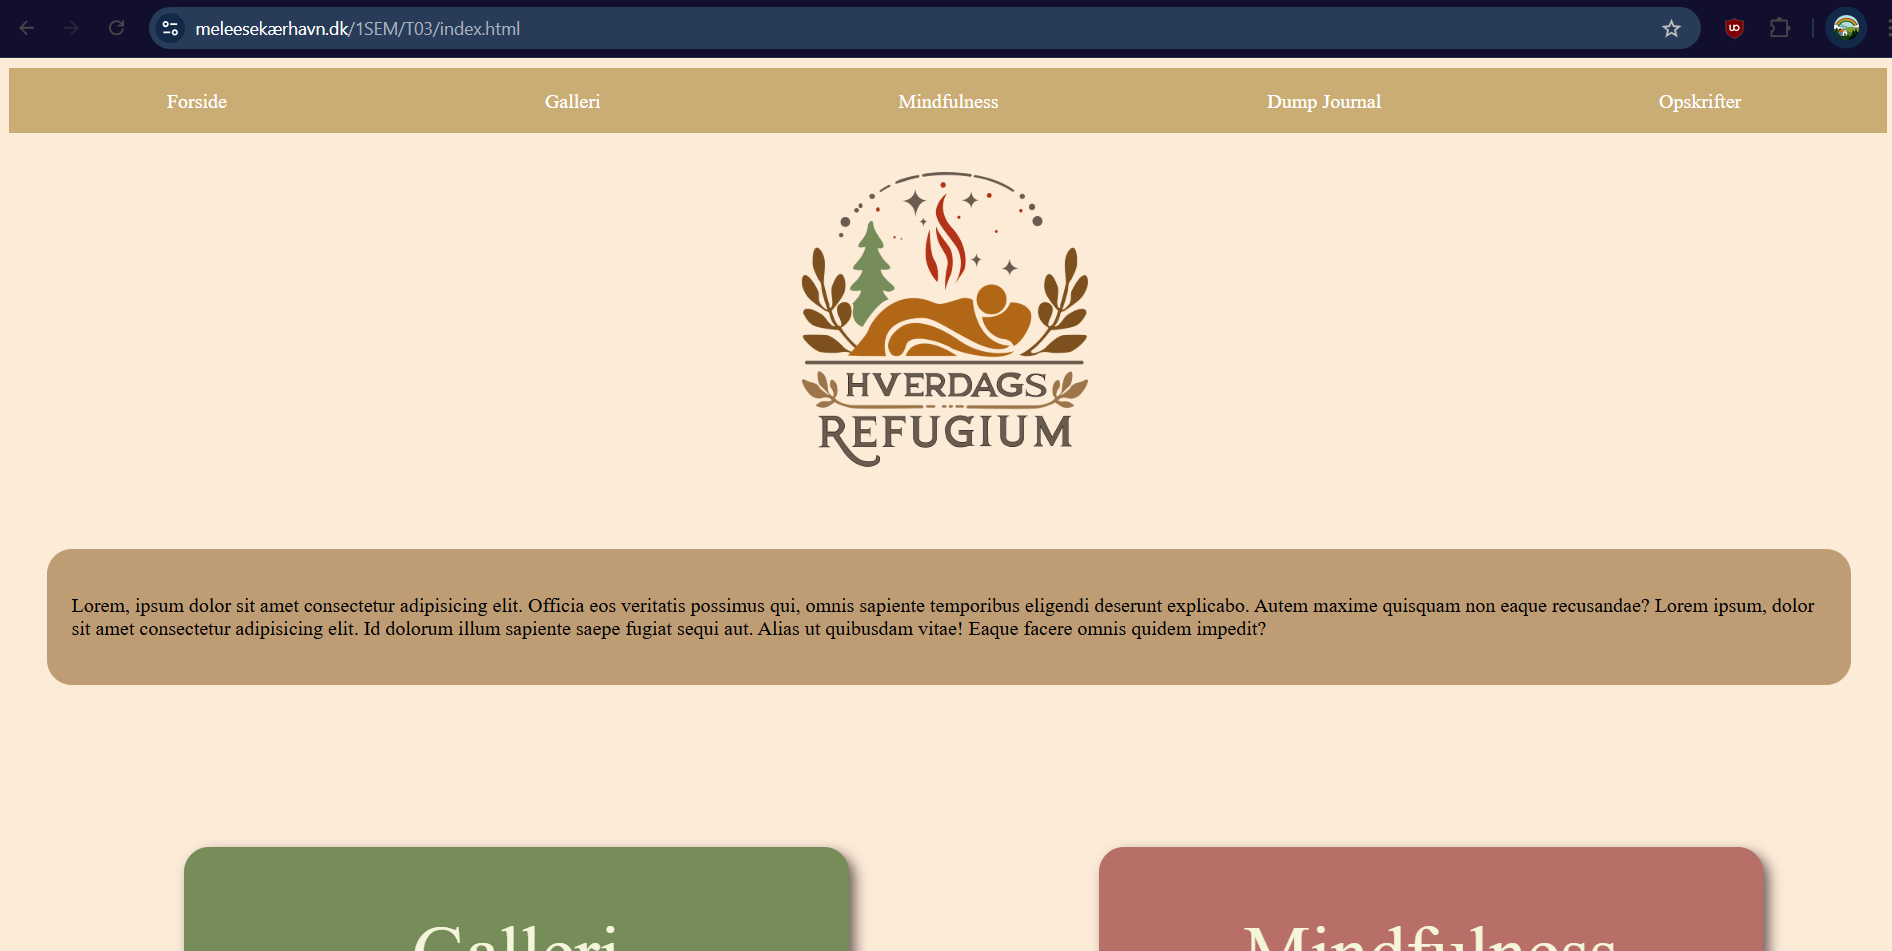 meleesekærhavn.dk/1SEM/T03/index.html
Forside Galleri Mindfulness Dump Journal Opskrifter
HVERDAGS
REFUGIUM
Lorem, ipsum dolor sit amet consectetur adipisicing elit. Officia eos veritatis possimus qui, omnis sapiente temporibus eligendi deserunt explicabo. Autem maxime quisquam non eaque recusandae? Lorem ipsum, dolor
sit amet consectetur adipisicing elit. Id dolorum illum sapiente saepe fugiat sequi aut. Alias ut quibusdam vitae! Eaque facere omnis quidem impedit?
Galleri Mindfulness